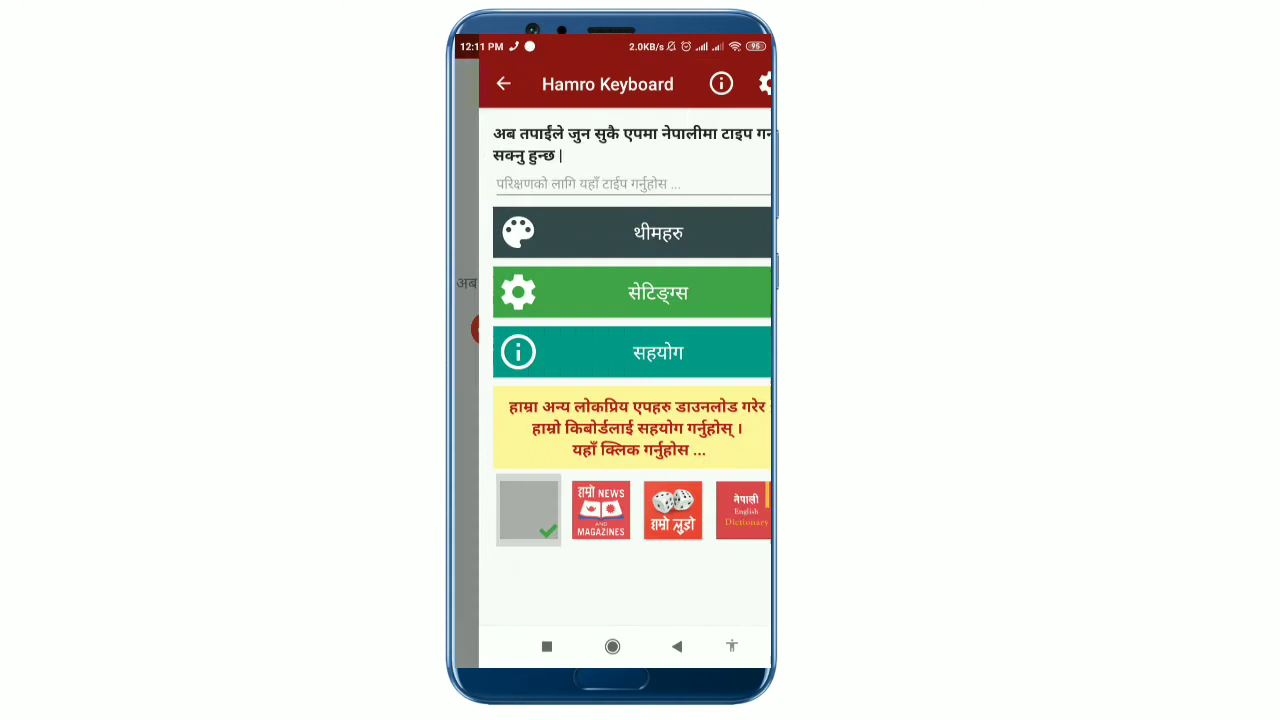 12:11 PM 2.0KB/s 95
Hamro Keyboard
अब तपाईंले जुन सुकै एपमा नेपालीमा टाइप गर्न
सक्नु हुन्छ |
परिक्षणको लागि यहाँ टाईप गर्नुहोस ...
थीमहरु
अब
सेटिङ्ग्स
सहयोग
हाम्रा अन्य लोकप्रिय एपहरु डाउनलोड गरेर
हाम्रो किबोर्डलाई सहयोग गर्नुहोस् ।
यहाँ क्लिक गर्नुहोस ...
हाम्रो NEWS
AND
MAGAZINES
हाम्रो लुडो
नेपाली
English
Dictionary